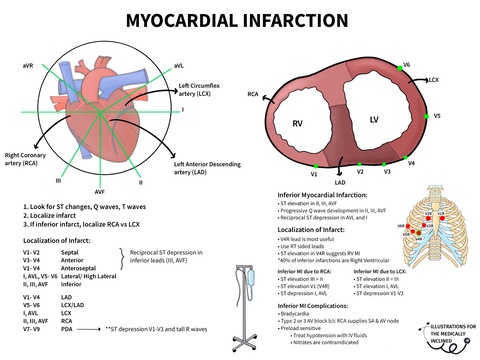 MYOCARDIAL INFARCTION
aVR
aVL
Left Circumflex
artery (LCX)
I
Right Coronary
artery (RCA)
Left Anterior Descending
artery (LAD)
III
AVF
II
V6
LCX
RCA
RV
LV
V5
V4
V1
V2
V3
LAD
1. Look for ST changes, Q waves, T waves
2. Localize infarct
3. If inferior infarct, localize RCA vs LCX
Localization of Infarct:
V1- V2 Septal
V3- V4 Anterior
V1- V4 Anteroseptal
I, AVL, V5- V6 Lateral/ High Lateral
II, III, AVF Inferior
Reciprocal ST depression in
inferior leads (III, AVF)
V1- V4 LAD
V5- V6 LCX/LAD
I, AVL LCX
II, III, AVF RCA
V7- V9 PDA
**ST depression V1-V3 and tall R waves
Inferior Myocardial Infarction:
• ST elevation in II, III, AVF
• Progressive Q wave development in II, III, AVF
• Reciprocal ST depression in AVL and I
Localization of Infarct:
• V4R lead is most useful
• Use RT sided leads
• ST elevation in V4R suggests RV MI
*40% of inferior infarcts are Right Ventricular
Inferior MI due to RCA:
• ST elevation III > II
• ST elevation V1 (V4R)
• ST depression I, AVL
Inferior MI due to LCX:
• ST elevation II = III
• ST elevation I, AVL
• ST depression V1-V3
Inferior MI Complications:
• Bradycardia
• Type 2 or 3 AV block b/c RCA supplies SA & AV node
• Preload sensitive
• Treat hypotension with IV fluids
• Nitrates are contraindicated
V2R
V1R
ILLUSTRATIONS FOR
THE MEDICALLY
INCLINED